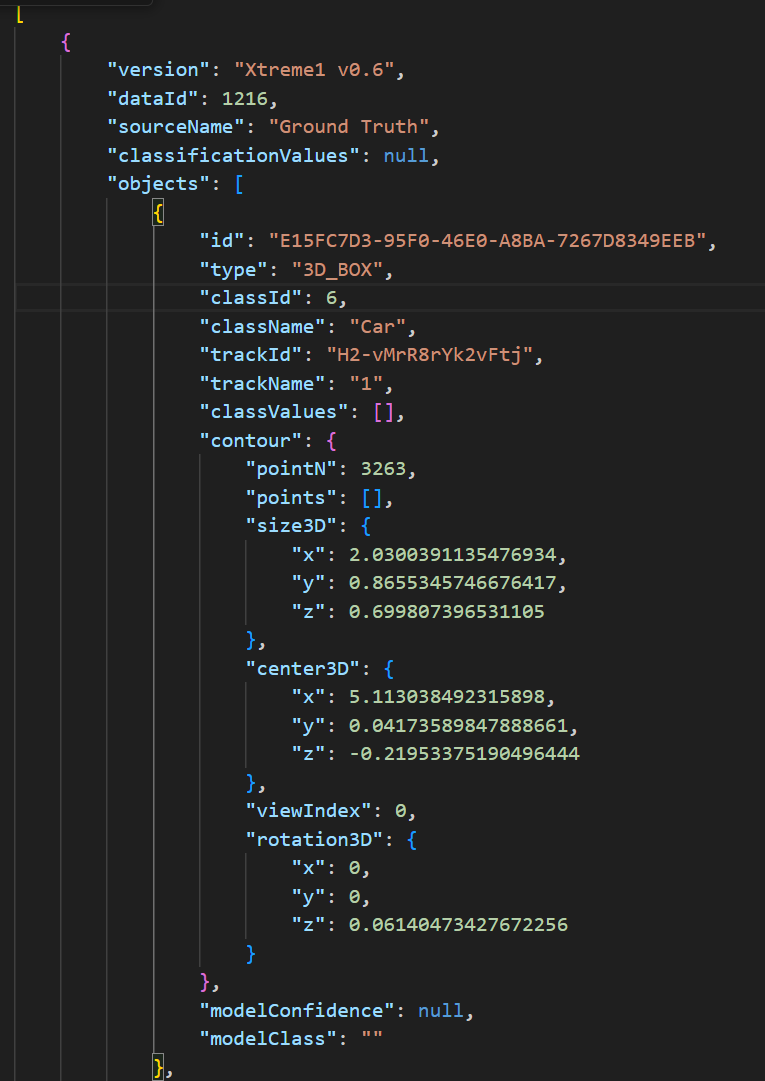 [
{
"version": "Xtreme1 v0.6",
"dataId": 1216,
"sourceName": "Ground Truth",
"classificationValues": null,
"objects": [
{
"id": "E15FC7D3-95F0-46E0-A8BA-7267D8349EEB",
"type": "3D_BOX",
"classId": 6,
"className": "Car",
"trackId": "H2-vMrR8rYk2vFtj",
"trackName": "1",
"classValues": [],
"contour": {
"pointN": 3263,
"points": [],
"size3D": {
"x": 2.0300391135476934,
"y": 0.8655345746676417,
"z": 0.699807396531105
},
"center3D": {
"x": 5.113038492315898,
"y": 0.04173589847888661,
"z": -0.21953375190496444
},
"viewIndex": 0,
"rotation3D": {
"x": 0,
"y": 0,
"z": 0.06140473427672256
}
},
"modelConfidence": null,
"modelClass": ""
},